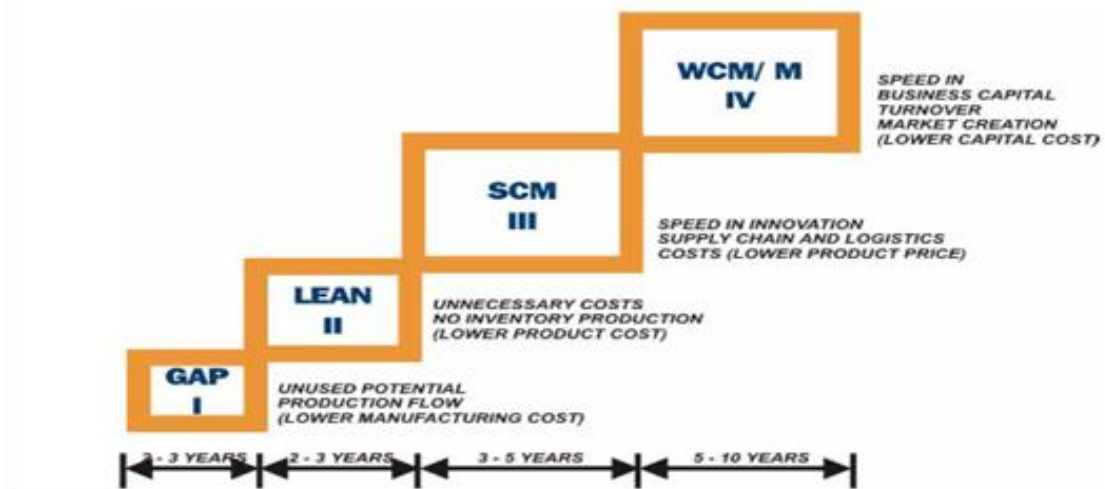 WCM/ M
IV
SPEED IN
BUSINESS CAPITAL
TURNOVER
MARKET CREATION
(LOWER CAPITAL COST)
SCM
III
SPEED IN INNOVATION
SUPPLY CHAIN AND LOGISTICS
COSTS (LOWER PRODUCT PRICE)
LEAN
II
UNNECESSARY COSTS
NO INVENTORY PRODUCTION
(LOWER PRODUCT COST)
GAP
I
UNUSED POTENTIAL
PRODUCTION FLOW
(LOWER MANUFACTURING COST)
2 - 3 YEARS
2 - 3 YEARS
3 - 5 YEARS
5 - 10 YEARS